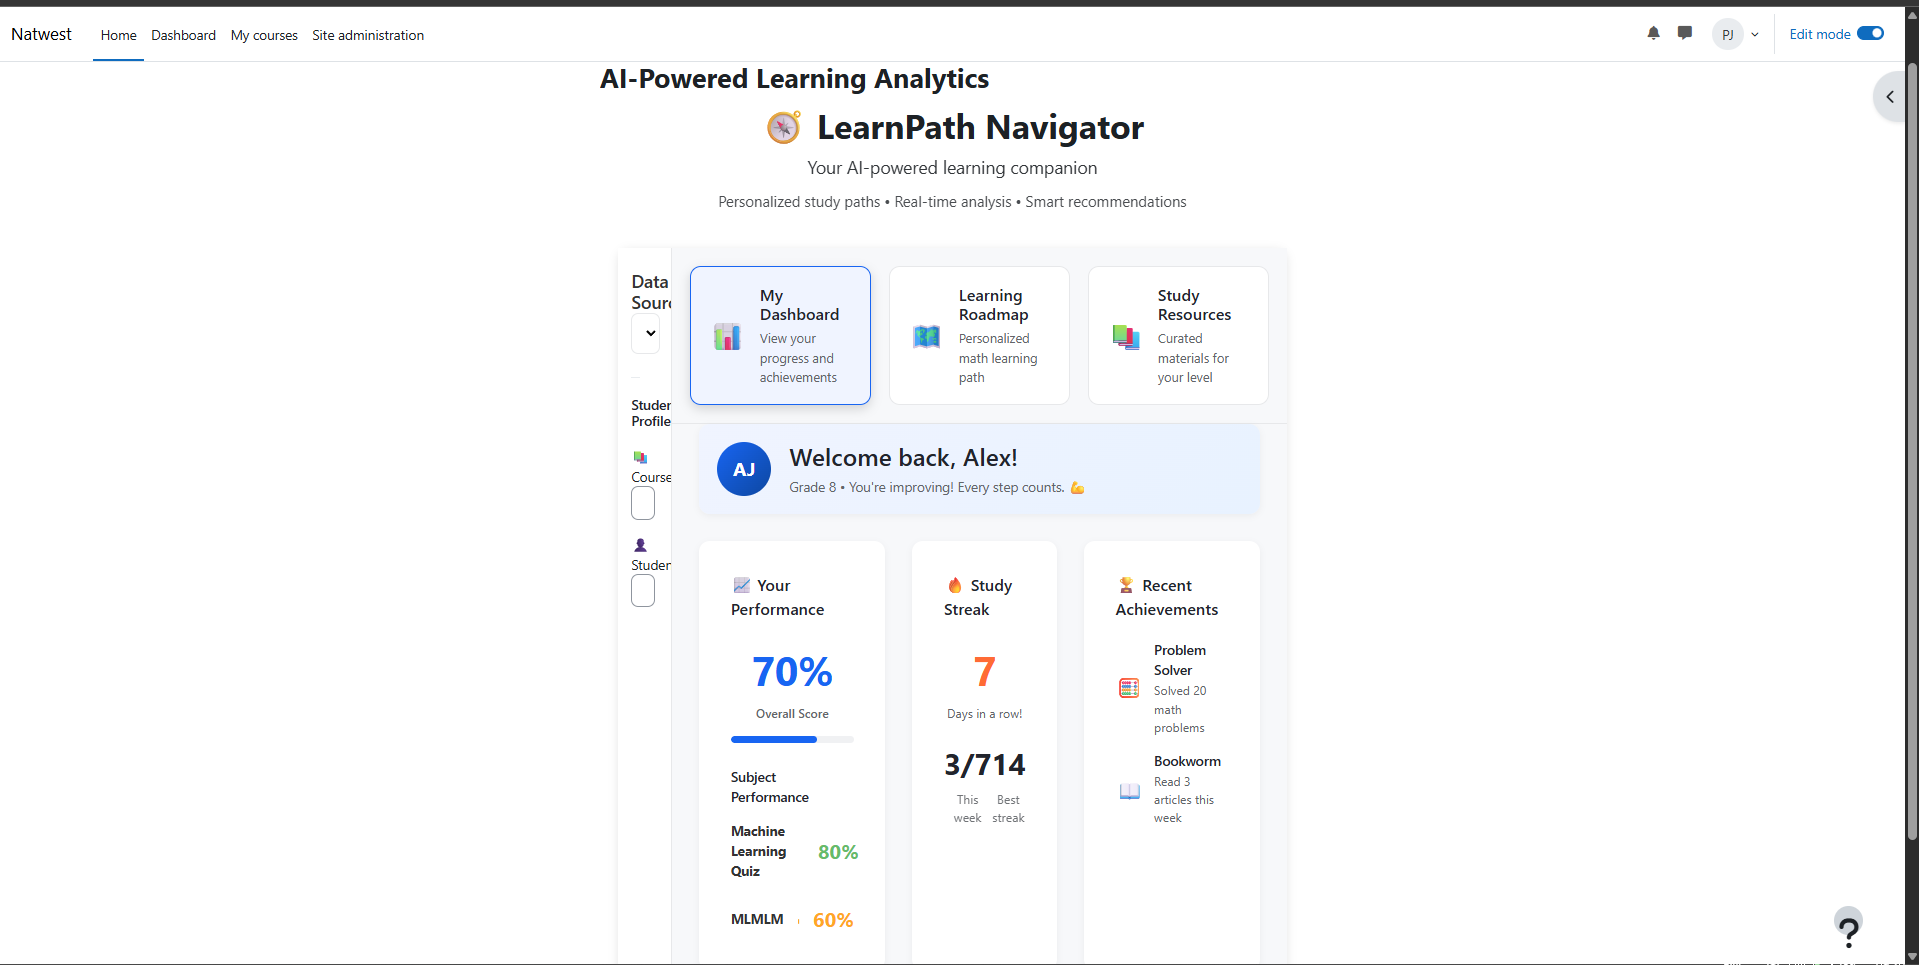 Natwest
Home Dashboard My courses Site administration
PJ
Edit mode
AI-Powered Learning Analytics
LearnPath Navigator
Your AI-powered learning companion
Personalized study paths • Real-time analysis • Smart recommendations
Data
Sourc
Studen
Profile
Course
Studen
My
Dashboard
View your
progress and
achievements
Learning
Roadmap
Personalized
math learning
path
Study
Resources
Curated
materials for
your level
AJ
Welcome back, Alex!
Grade 8 • You're improving! Every step counts. 💪
Your
Performance
70%
Overall Score
Subject
Performance
Machine
Learning
Quiz
80%
MLMLM
60%
Study
Streak
7
Days in a row!
3/714
This
week
Best
streak
Recent
Achievements
Problem
Solver
Solved 20
math
problems
Bookworm
Read 3
articles this
week
?